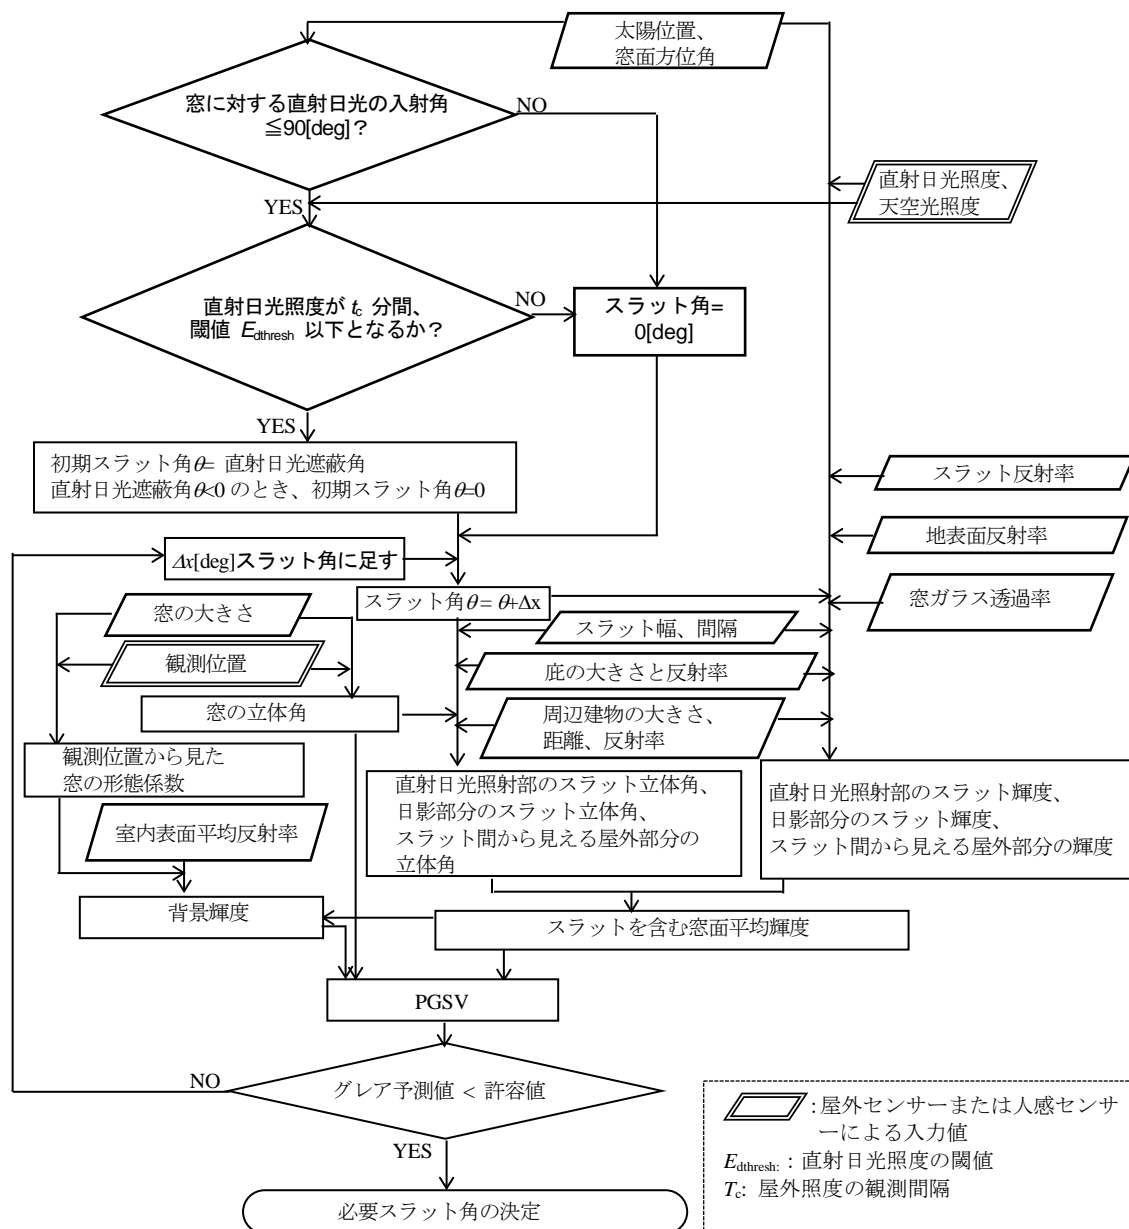 太陽位置、
窓面方位角
窓に対する直射日光の入射角
≦90[deg]？
NO
YES
直射日光照度、
天空光照度
直射日光照度が tc 分間、
閾値 Edthresh 以下となるか？
NO
スラット角=
0[deg]
YES
初期スラット角θ= 直射日光遮蔽角
直射日光遮蔽角θ<0 のとき、初期スラット角θ=0
スラット反射率
地表面反射率
Δx[deg]スラット角に足す
スラット角θ = θ+Δx
窓ガラス透過率
窓の大きさ
スラット幅、間隔
観測位置
庇の大きさと反射率
窓の立体角
周辺建物の大きさ、
距離、反射率
観測位置から見た
窓の形態係数
直射日光照射部のスラット立体角、
日影部分のスラット立体角、
スラット間から見える屋外部分の
立体角
直射日光照射部のスラット輝度、
日影部分のスラット輝度、
スラット間から見える屋外部分の輝度
室内表面平均反射率
背景輝度
スラットを含む窓面平均輝度
PGSV
グレア予測値 < 許容値
NO
YES
必要スラット角の決定
：屋外センサーまたは人感センサ
ーによる入力値
Edthresh: ：直射日光照度の閾値
Tc: 屋外照度の観測間隔